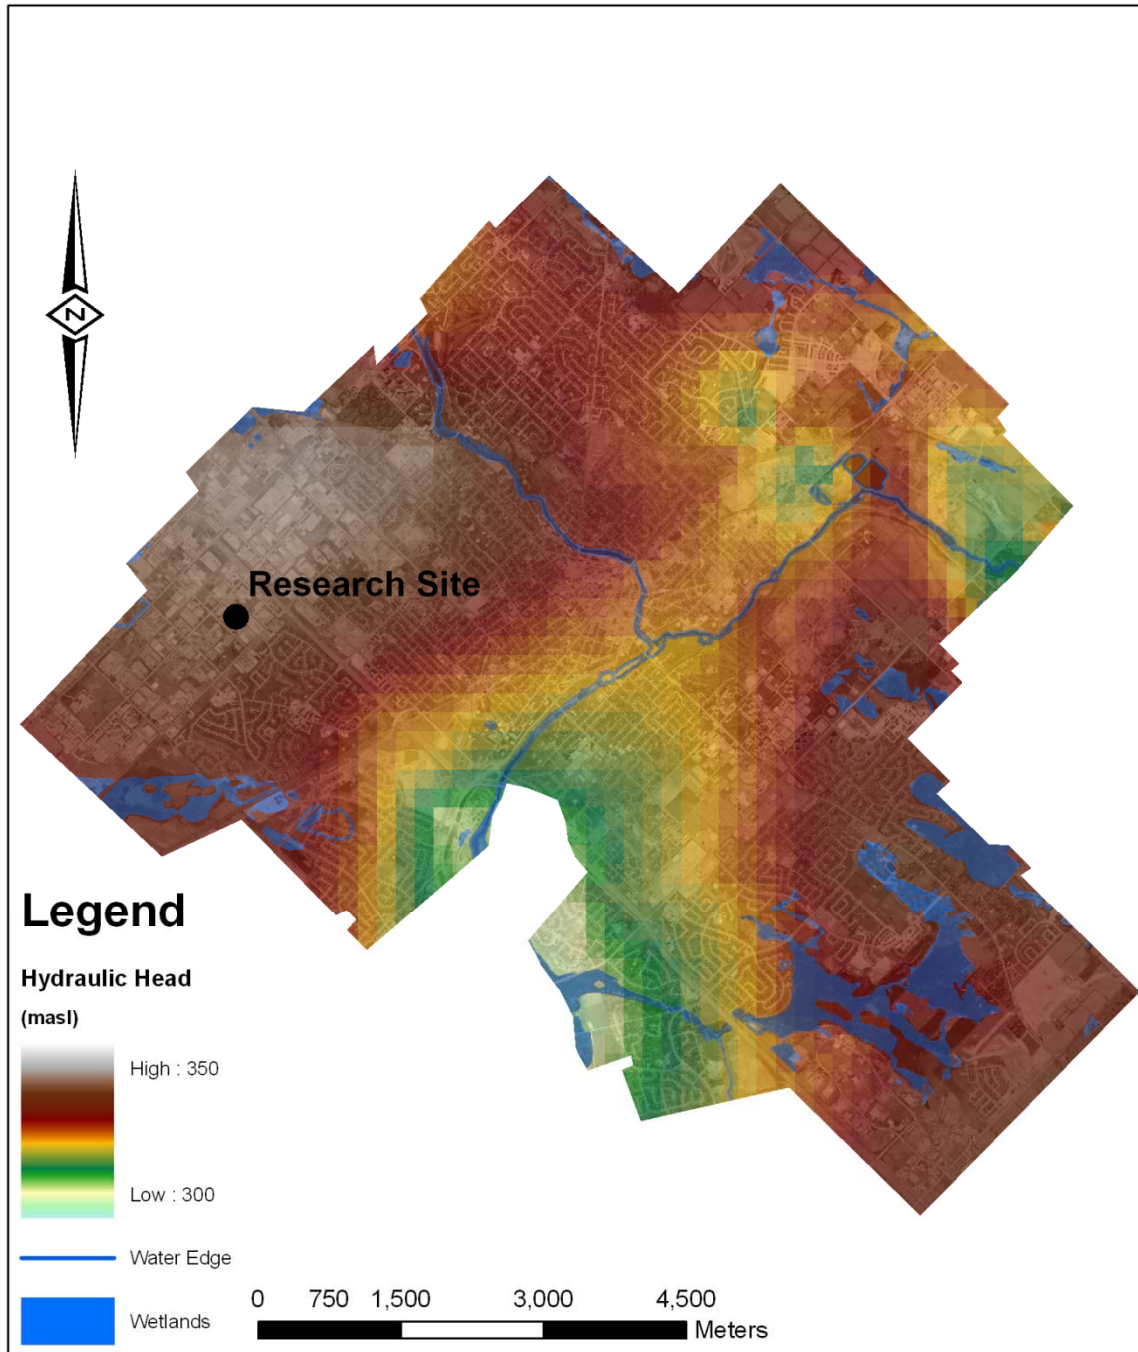 N
Research Site
Legend
Hydraulic Head
(masl)
High : 350
Low : 300
Water Edge
Wetlands
0 750 1,500 3,000 4,500
Meters